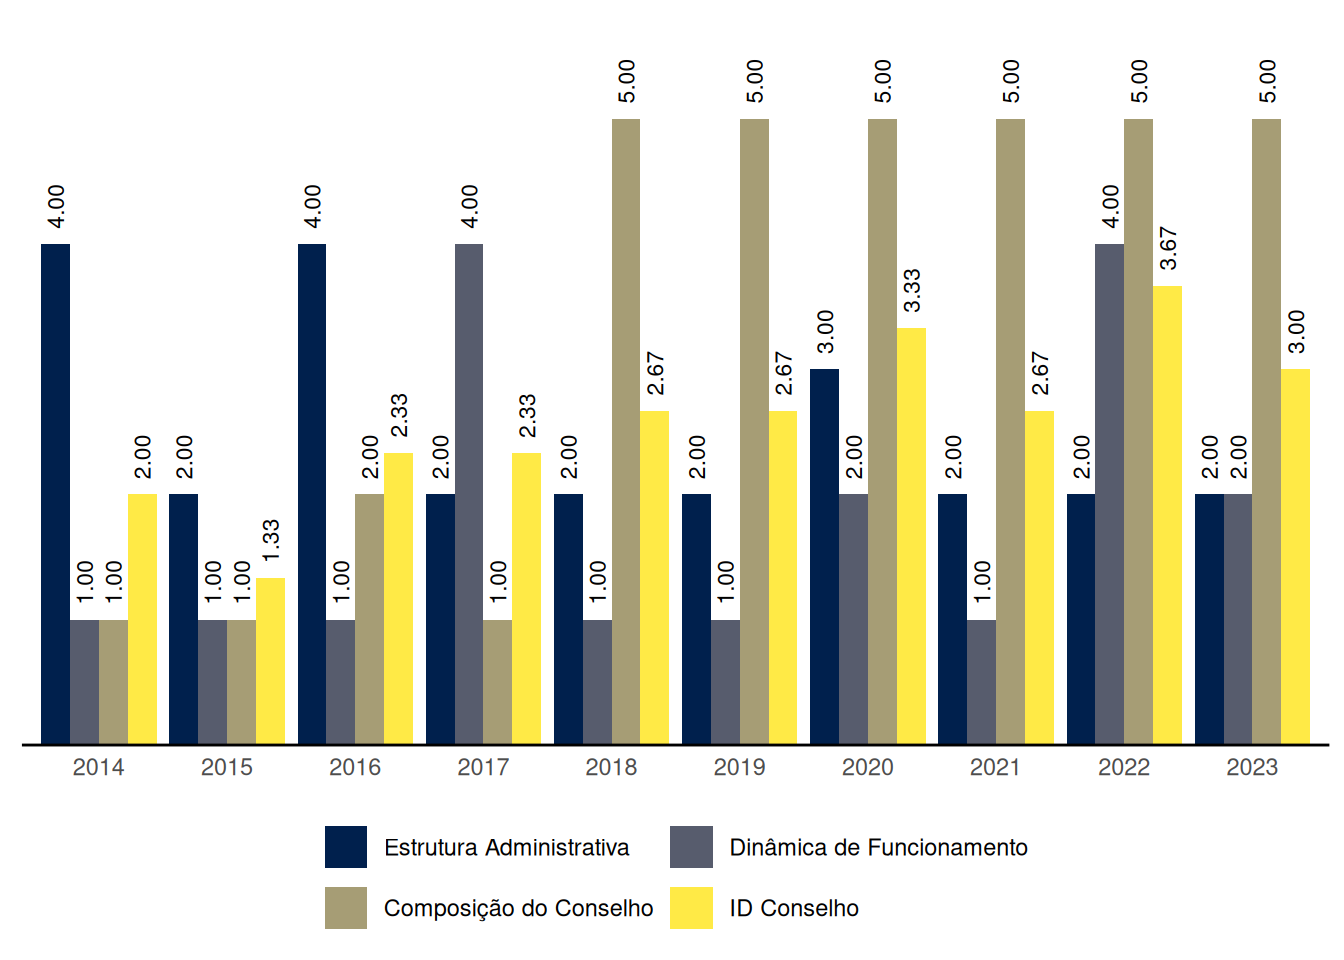 5.00 5.00 5.00 5.00 5.00 5.00
4.00 4.00 4.00 4.00
3.67
3.33
3.00 3.00
2.67 2.67 2.67
2.33 2.33
2.00 2.00 2.00 2.00 2.00 2.00 2.00 2.00 2.00 2.00 2.00
1.33
1.00 1.00 1.00 1.00 1.00 1.00 1.00 1.00 1.00
2014 2015 2016 2017 2018 2019 2020 2021 2022 2023
Estrutura Administrativa Dinâmica de Funcionamento
Composição do Conselho ID Conselho